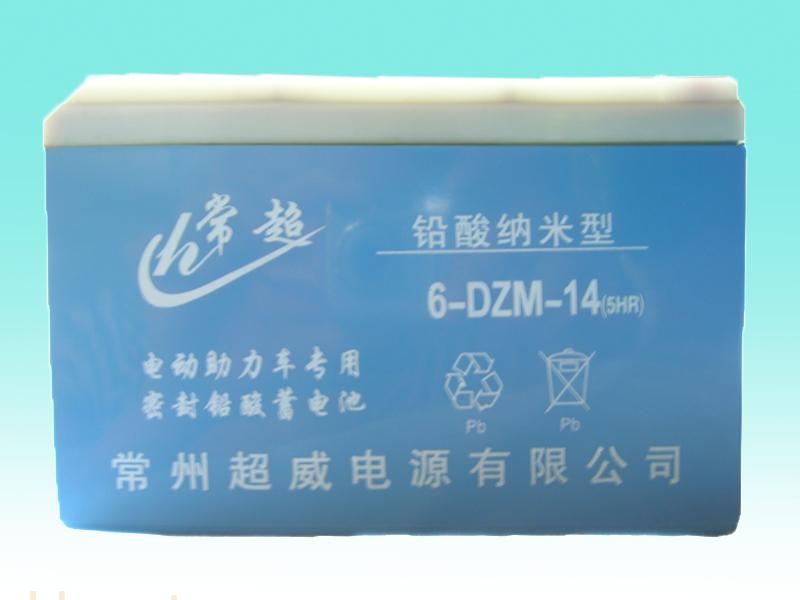 常超
铅酸纳米型
6-DZM-14(5HR)
电动助力车专用
密封铅酸蓄电池
Pb
Pb
常州超威电源有限公司